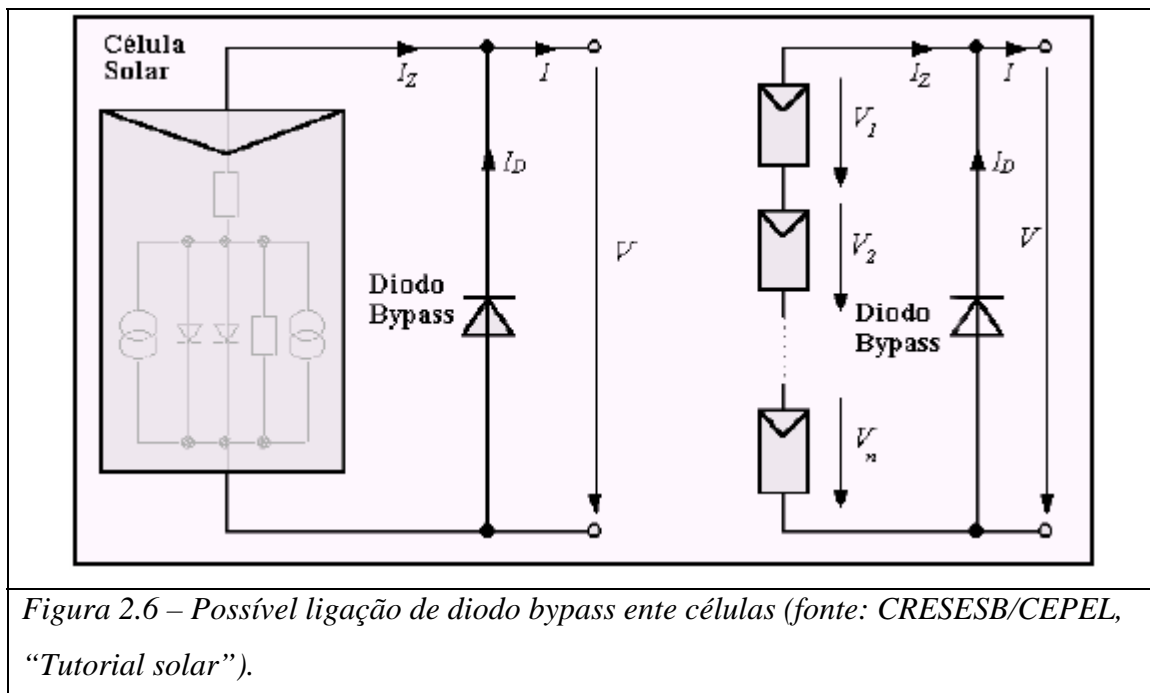 Célula
Solar
I_Z
I
I_D
V
Diodo
Bypass
I_Z
I
V_1
I_D
V_2
V
Diodo
Bypass
V_n
Figura 2.6 – Possível ligação de diodo bypass ente células (fonte: CRESESB/CEPEL,
“Tutorial solar”).